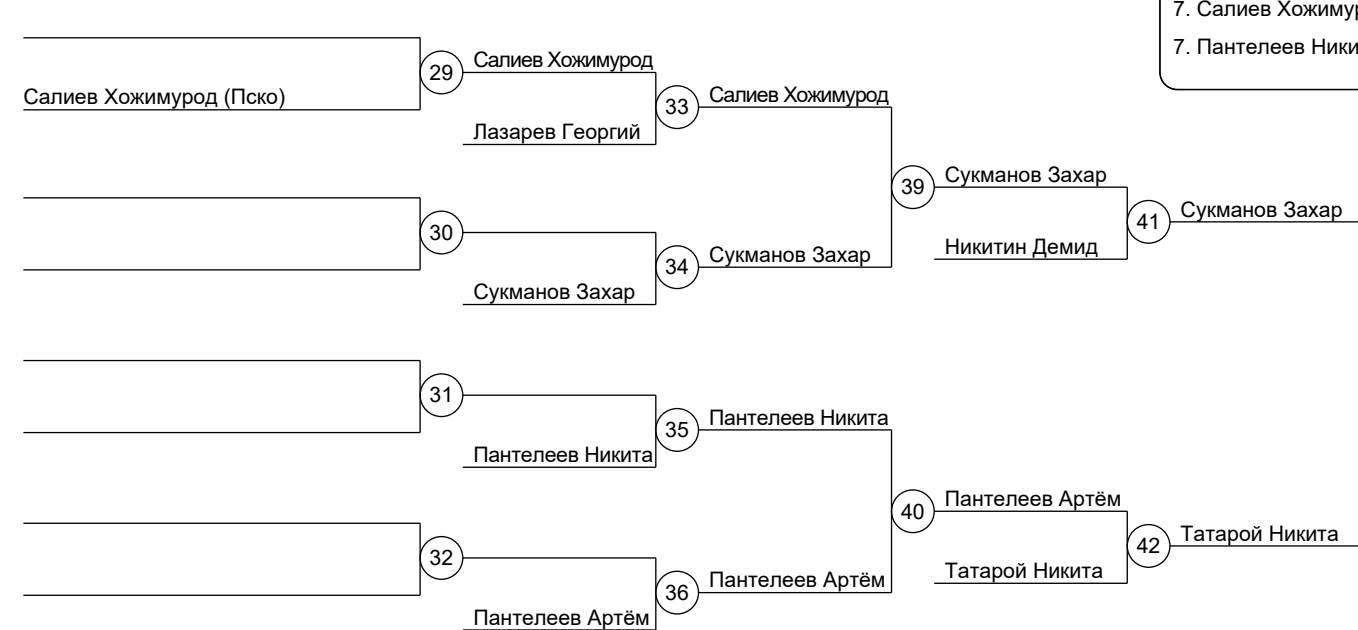 7. Салиев Хожимур
7. Пантелеев Ники
29
Салиев Хожимурод
Салиев Хожимурод (Пско)
33
Салиев Хожимурод
Лазарев Георгий
39
Сукманов Захар
41
Сукманов Захар
30
34
Сукманов Захар
Никитин Демид
Сукманов Захар
31
35
Пантелеев Никита
Пантелеев Никита
40
Пантелеев Артём
42
Татарой Никита
32
36
Пантелеев Артём
Татарой Никита
Пантелеев Артём